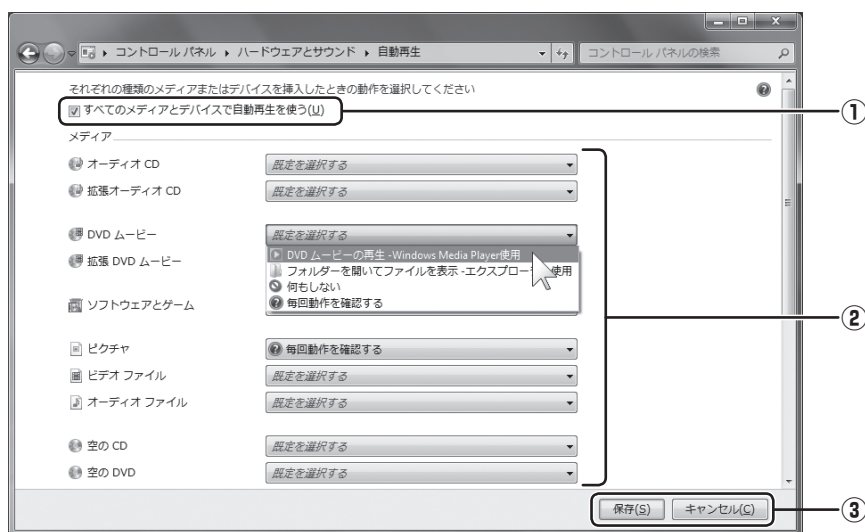 コントロール パネル ▸ ハードウェアとサウンド ▸ 自動再生
コントロール パネルの検索
それぞれの種類のメディアまたはデバイスを挿入したときの動作を選択してください
すべてのメディアとデバイスで自動再生を使う(U)
①
メディア
オーディオ CD 既定を選択する
拡張オーディオ CD 既定を選択する
DVD ムービー 既定を選択する
DVD ムービーの再生 -Windows Media Player使用
拡張 DVD ムービー
フォルダーを開いてファイルを表示 -エクスプロー 使用
何もしない
ソフトウェアとゲーム
毎回動作を確認する
②
ピクチャ 毎回動作を確認する
ビデオ ファイル 既定を選択する
オーディオ ファイル 既定を選択する
空の CD 既定を選択する
空の DVD 既定を選択する
保存(S) キャンセル(C)
③